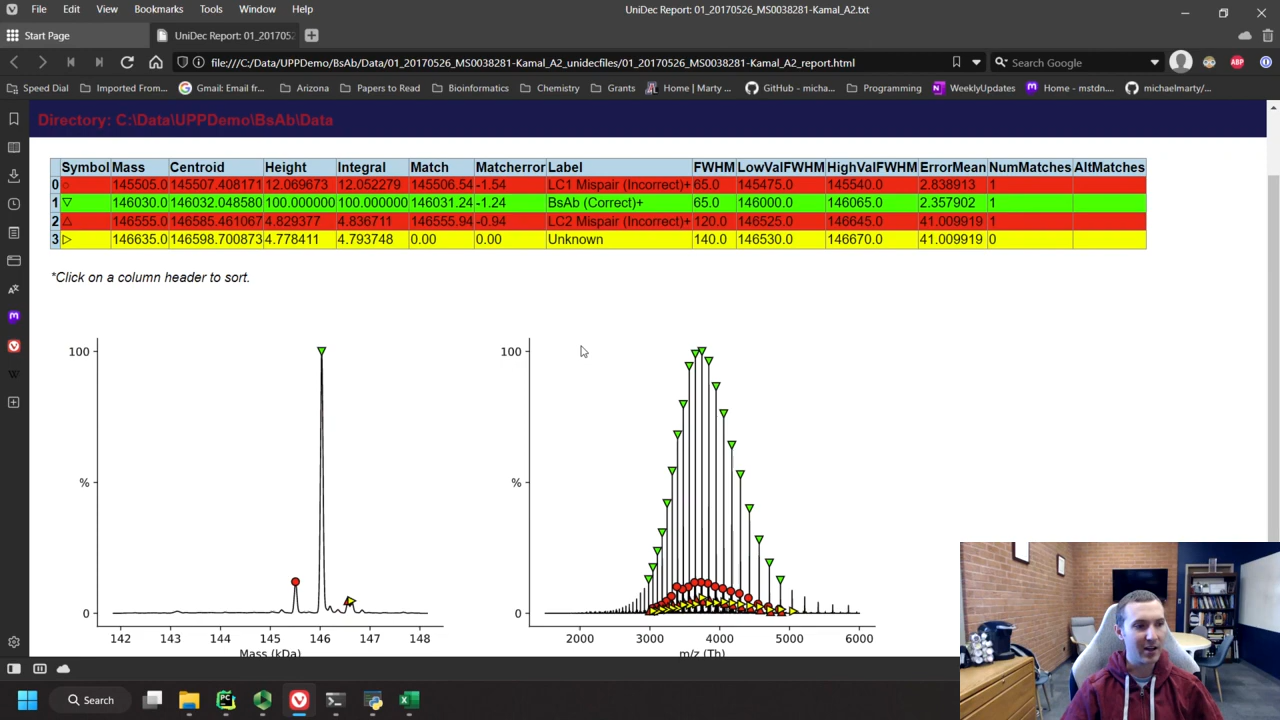 File Edit View Bookmarks Tools Window Help UniDec Report: 01_20170526_MS0038281-Kamal_A2.txt
Start Page UniDec Report: 01_201705
file:///C:/Data/UPPDemo/BsAb/Data/01_20170526_MS0038281-Kamal_A2_unidecfiles/01_20170526_MS0038281-Kamal_A2_report.html Search Google ABP
Speed Dial Imported From... Gmail: Email fr... Arizona Papers to Read Bioinformatics Chemistry Grants Home | Marty ... GitHub - micha... Programming WeeklyUpdates Home - mstdn.... michaelmarty/...
Directory: C:\Data\UPPDemo\BsAb\Data
Symbol Mass Centroid Height Integral Match Matcherror Label FWHM LowValFWHM HighValFWHM ErrorMean NumMatches AltMatches
0 145505.0 145507.408171 12.069673 12.052279 145506.54 -1.54 LC1 Mispair (Incorrect)+ 65.0 145475.0 145540.0 2.838913 1
1 146030.0 146032.048580 100.000000 100.000000 146031.24 -1.24 BsAb (Correct)+ 65.0 146000.0 146065.0 2.357902 1
2 146555.0 146585.461067 4.829377 4.836711 146555.94 -0.94 LC2 Mispair (Incorrect)+ 120.0 146525.0 146645.0 41.009919 1
3 146635.0 146598.700873 4.778411 4.793748 0.00 0.00 Unknown 140.0 146530.0 146670.0 41.009919 0
*Click on a column header to sort.
100
%
0
142 143 144 145 146 147 148
Mass (kDa)
100
%
0
2000 3000 4000 5000 6000
m/z (Th)
Search